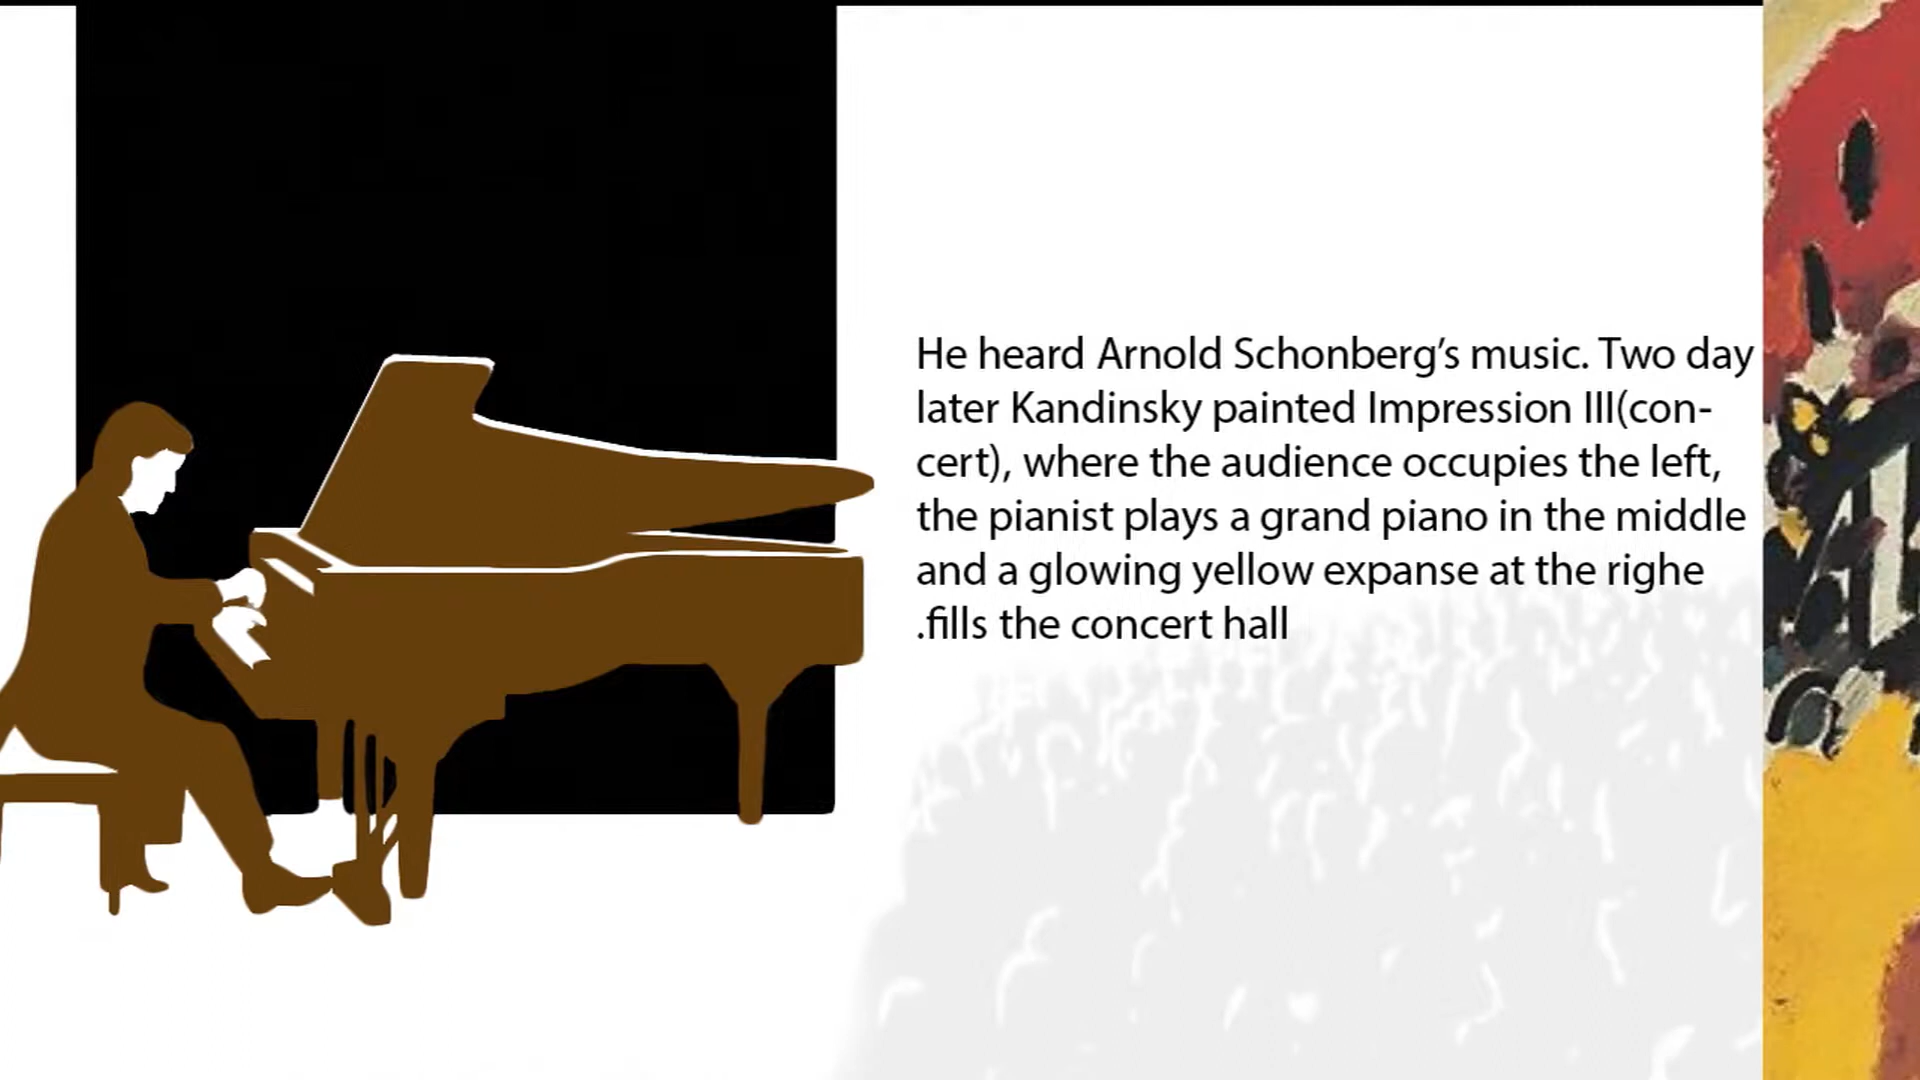 He heard Arnold Schonberg’s music. Two day
later Kandinsky painted Impression III(con-
cert), where the audience occupies the left,
the pianist plays a grand piano in the middle
and a glowing yellow expanse at the righe
.fills the concert hall